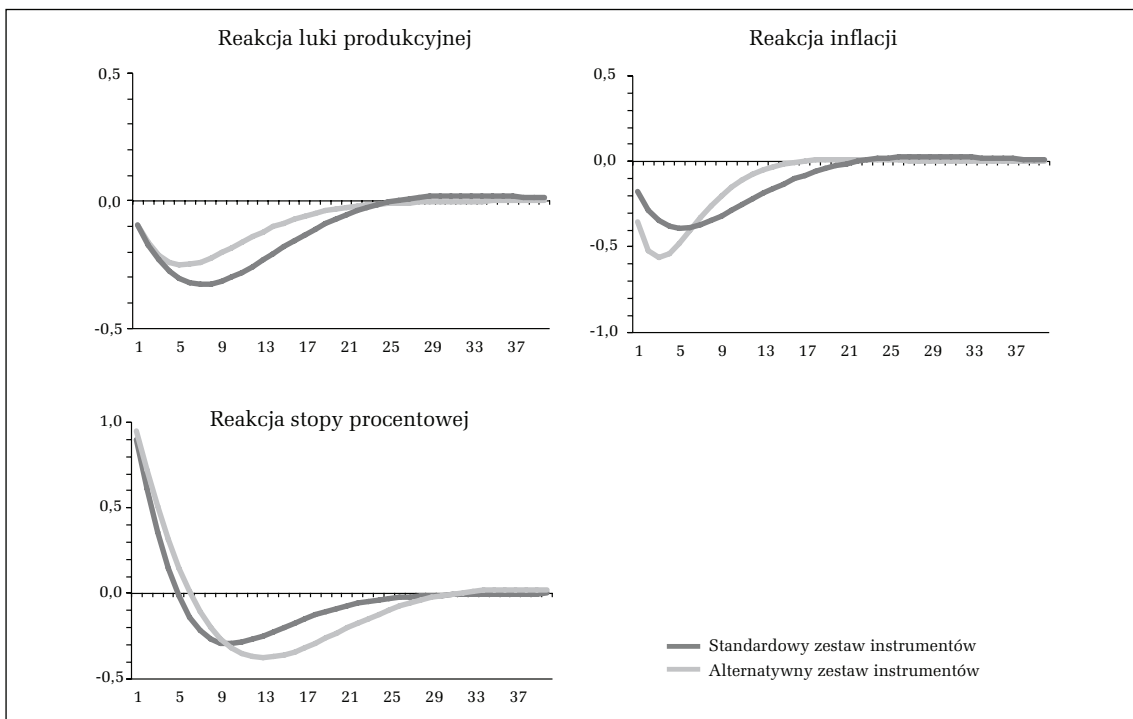 Reakcja luki produkcyjnej
0,5
0,0
-0,5
1 5 9 13 17 21 25 29 33 37
Reakcja inflacji
0,5
0,0
-0,5
-1,0
1 5 9 13 17 21 25 29 33 37
Reakcja stopy procentowej
1,0
0,5
0,0
-0,5
1 5 9 13 17 21 25 29 33 37
Standardowy zestaw instrumentów
Alternatywny zestaw instrumentów